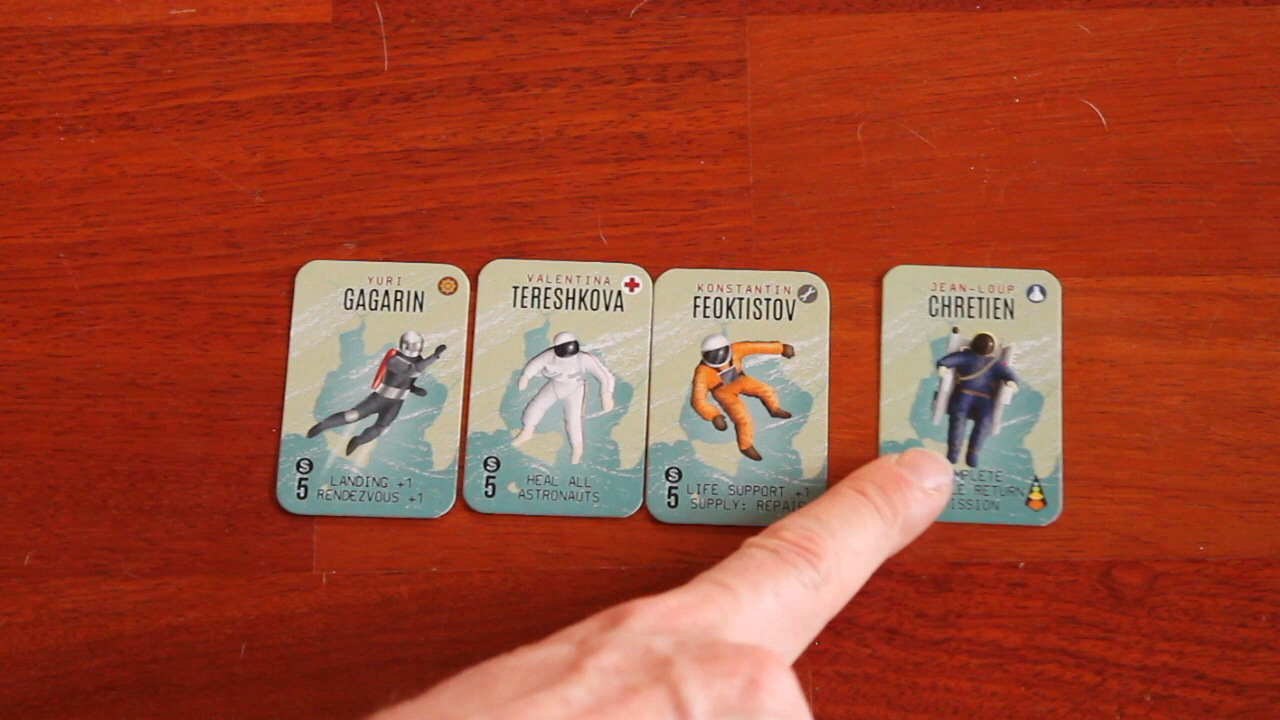 YURI
GAGARIN
S
5
LANDING +1
RENDEZVOUS +1
VALENTINA
TERESHKOVA
S
5
HEAL ALL
ASTRONAUTS
KONSTANTIN
FEOKTISTOV
S
5
LIFE SUPPORT +1
SUPPLY: REPAIR
JEAN-LOUP
CHRETIEN
RETURN